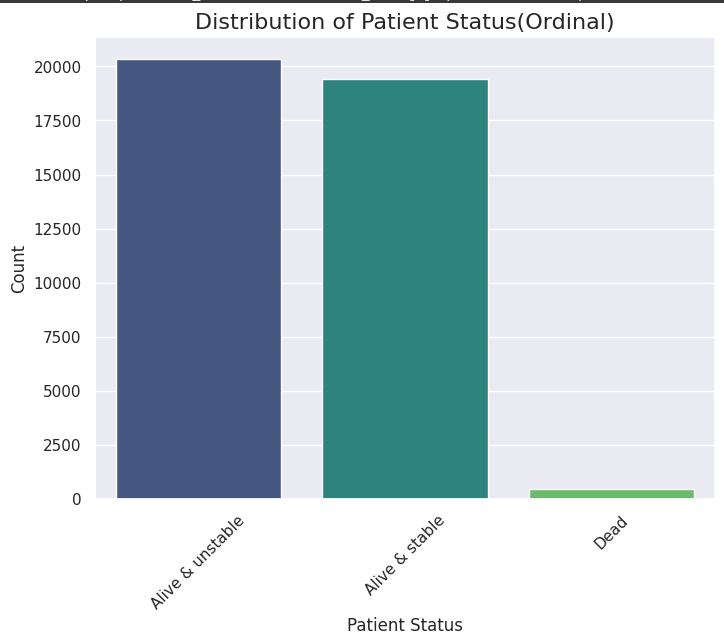 Distribution of Patient Status(Ordinal)
20000
17500
15000
12500
10000
7500
5000
2500
0
Count
Alive & unstable
Alive & stable
Dead
Patient Status